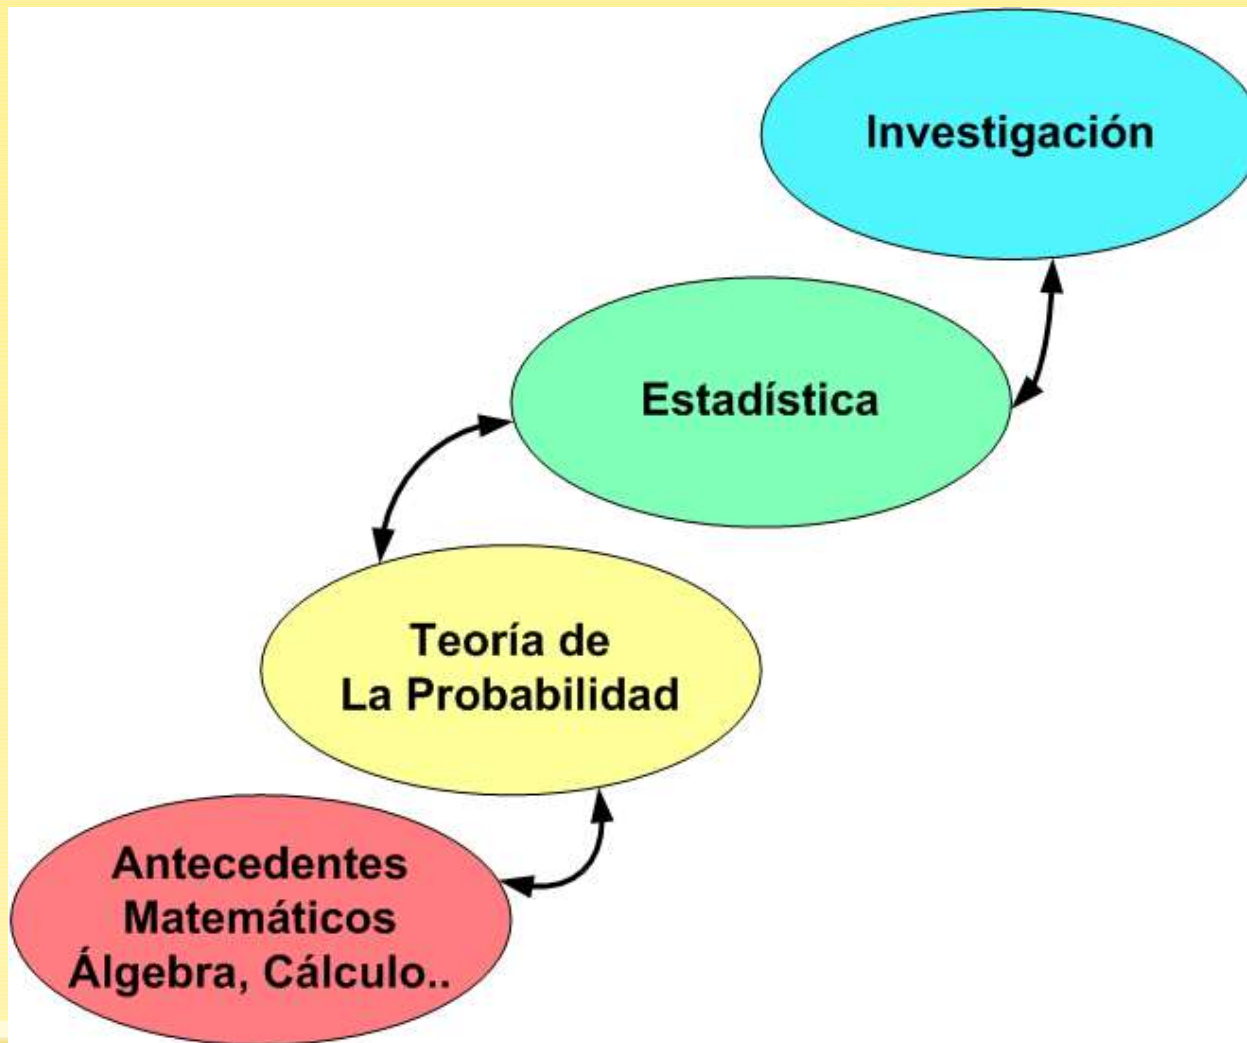 Investigación
Estadística
Teoría de
La Probabilidad
Antecedentes
Matemáticos
Álgebra, Cálculo..